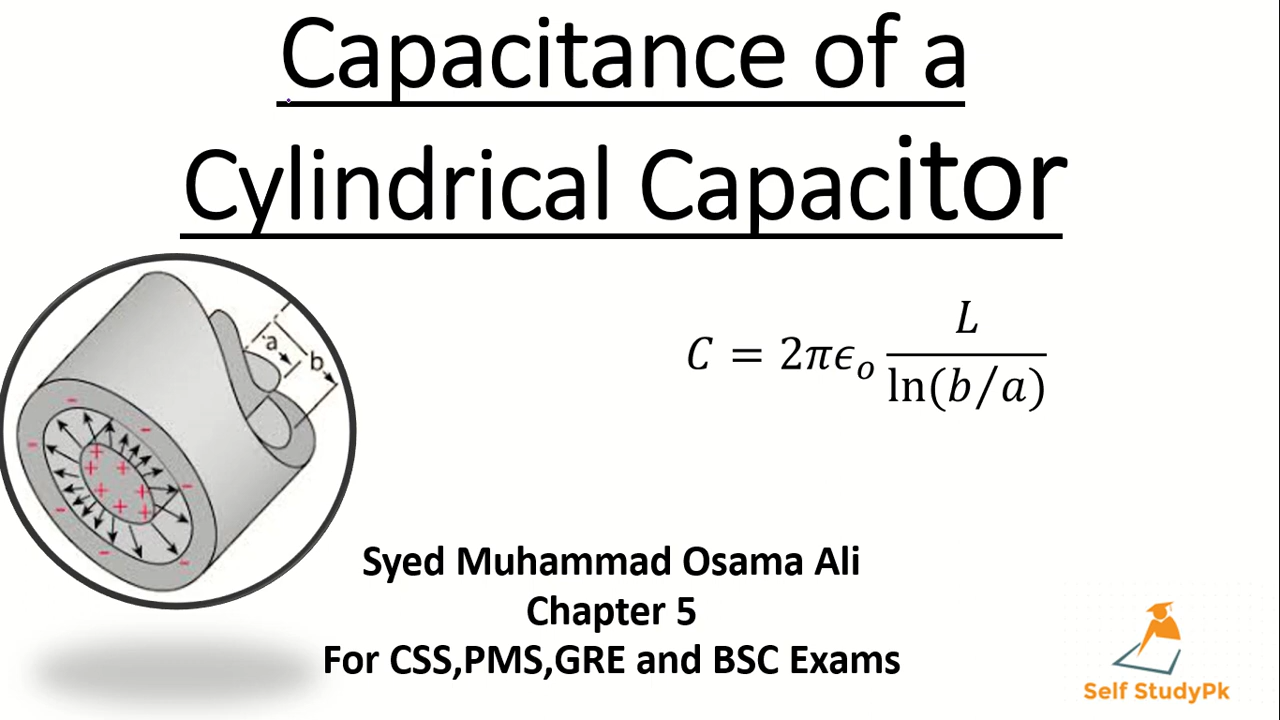 Capacitance of a
Cylindrical Capacitor
a
b
C = 2πϵₒ L / ln(b/a)
Syed Muhammad Osama Ali
Chapter 5
For CSS,PMS,GRE and BSC Exams
Self StudyPk